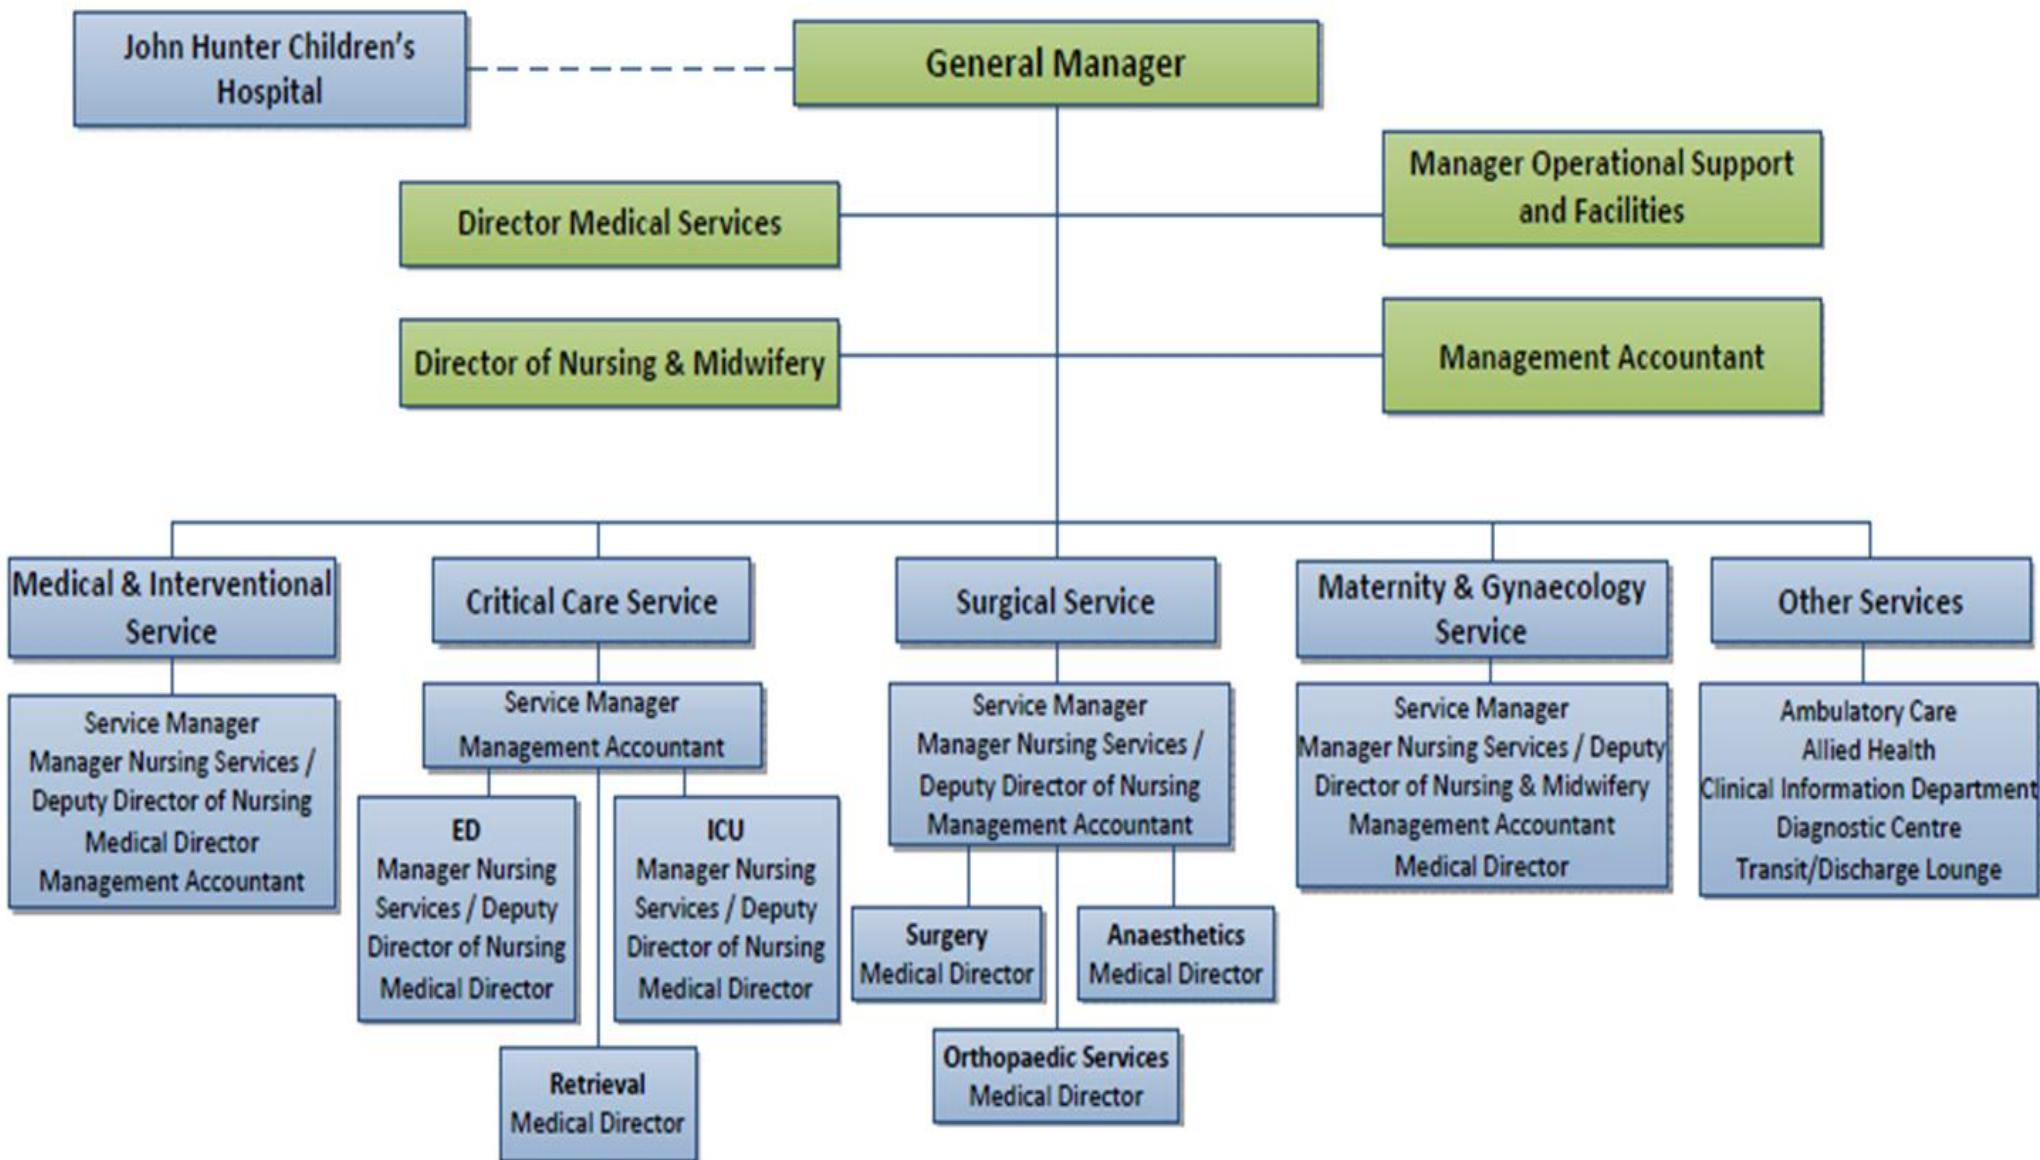 John Hunter Children's
Hospital
General Manager
Manager Operational Support
and Facilities
Director Medical Services
Director of Nursing & Midwifery
Management Accountant
Medical & Interventional
Service
Service Manager
Manager Nursing Services /
Deputy Director of Nursing
Medical Director
Management Accountant
Critical Care Service
Service Manager
Management Accountant
ED
Manager Nursing
Services / Deputy
Director of Nursing
Medical Director
ICU
Manager Nursing
Services / Deputy
Director of Nursing
Medical Director
Retrieval
Medical Director
Surgical Service
Service Manager
Manager Nursing Services /
Deputy Director of Nursing
Management Accountant
Surgery
Medical Director
Anaesthetics
Medical Director
Orthopaedic Services
Medical Director
Maternity & Gynaecology
Service
Service Manager
Manager Nursing Services / Deputy
Director of Nursing & Midwifery
Management Accountant
Medical Director
Other Services
Ambulatory Care
Allied Health
Clinical Information Department
Diagnostic Centre
Transit/Discharge Lounge